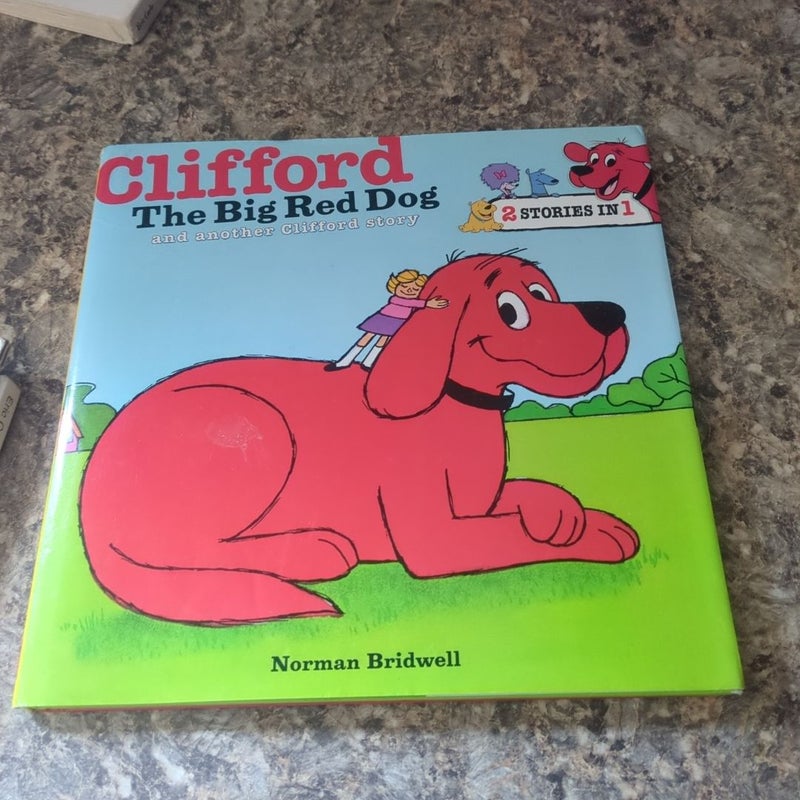 Clifford
The Big Red Dog
and another Clifford story
2 STORIES IN 1
Norman Bridwell